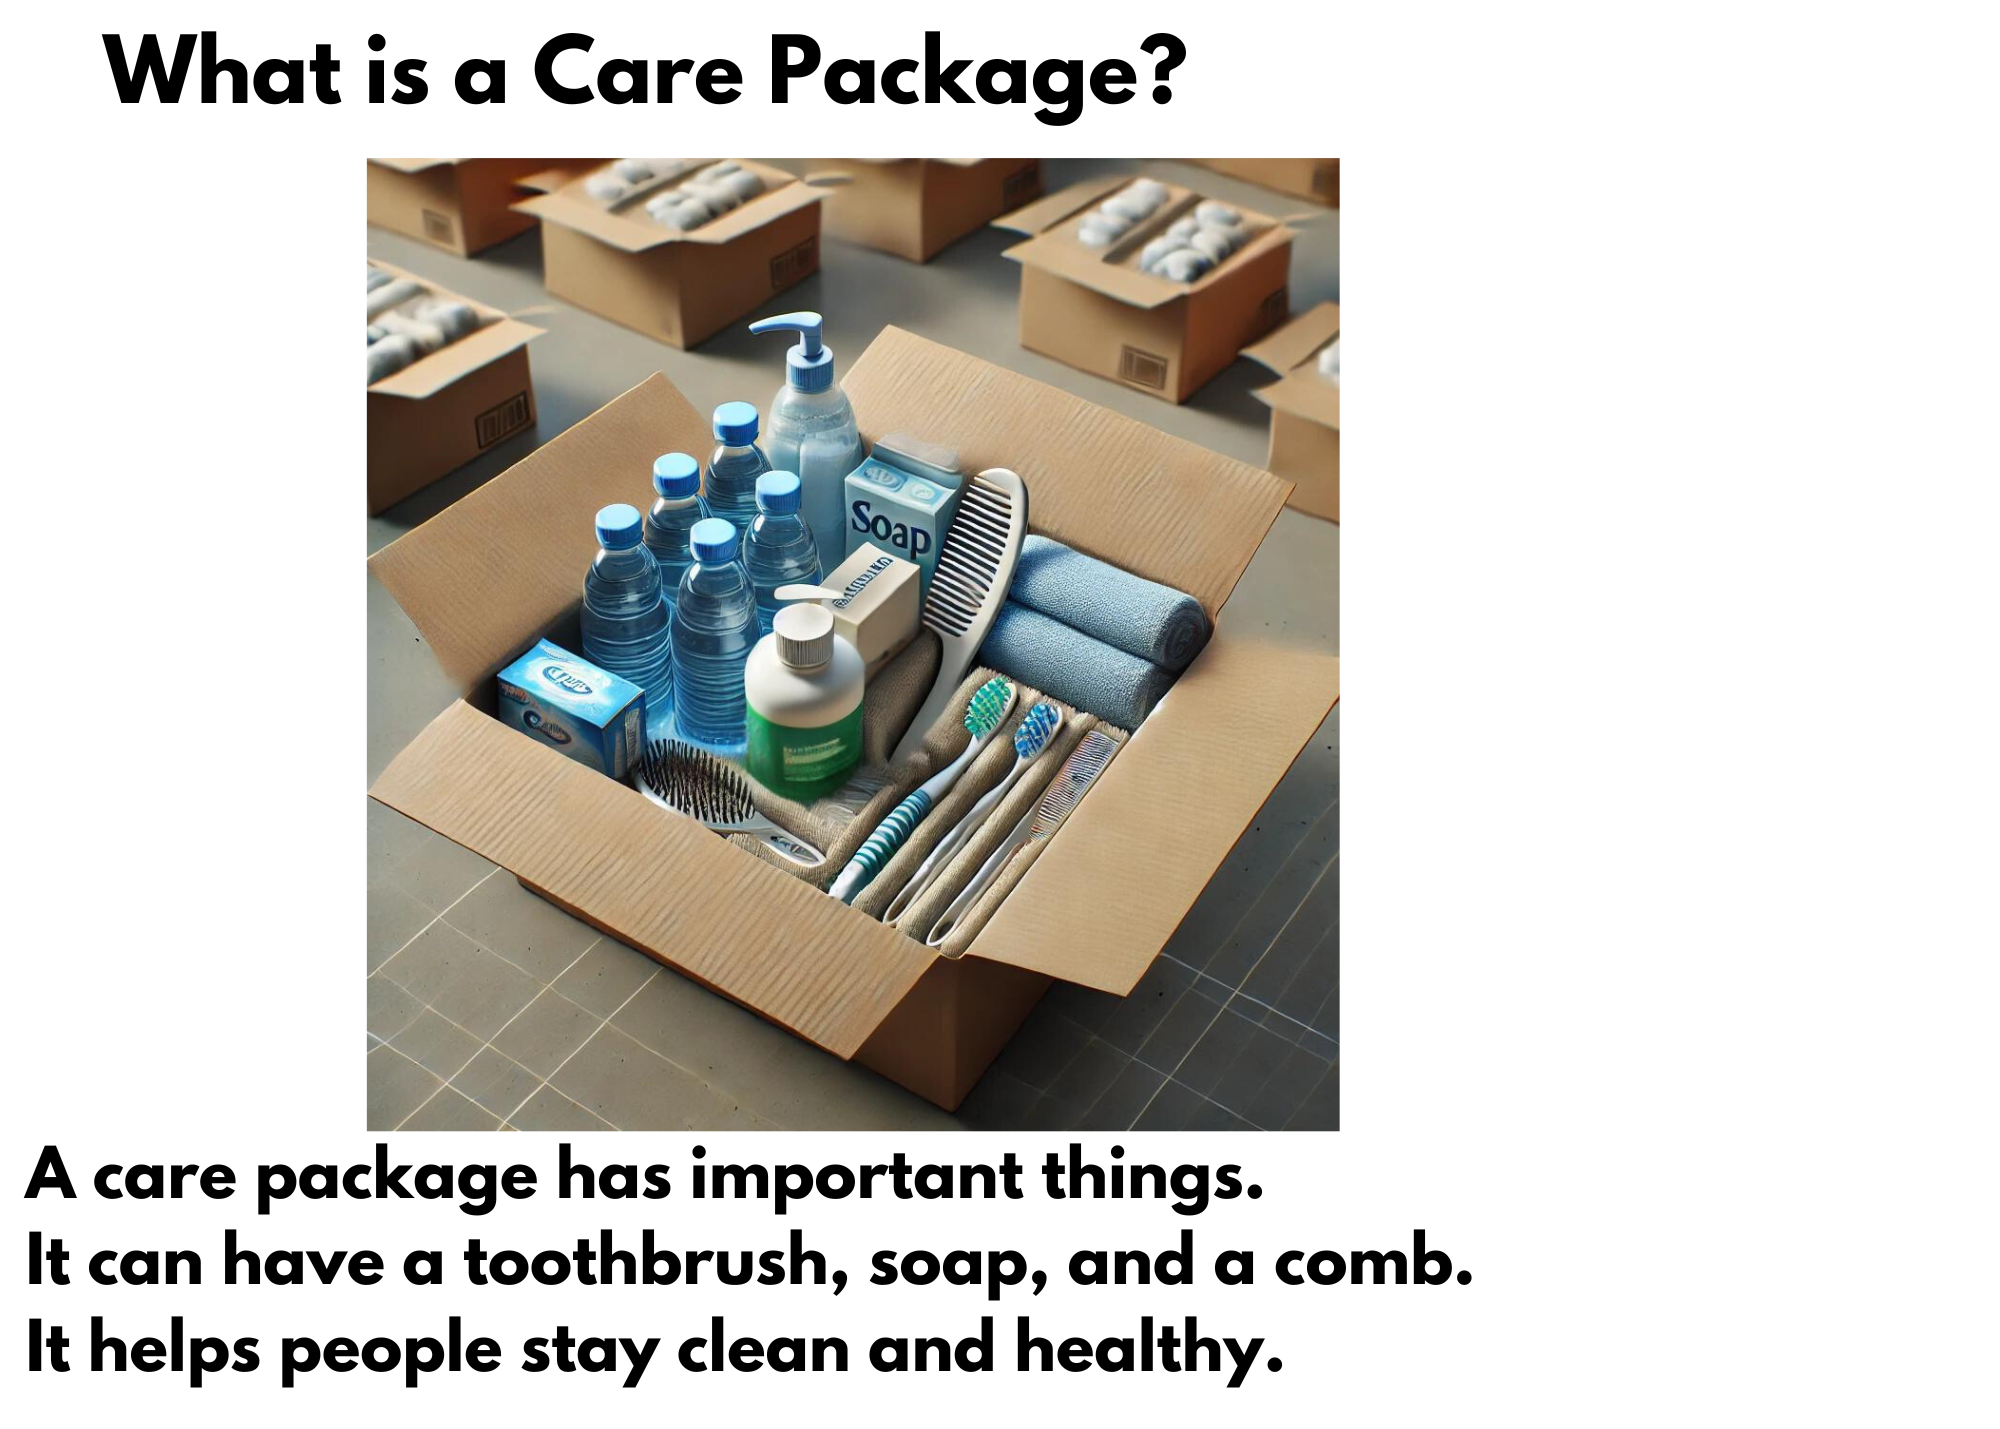 What is a Care Package?
Soap
A care package has important things.
It can have a toothbrush, soap, and a comb.
It helps people stay clean and healthy.